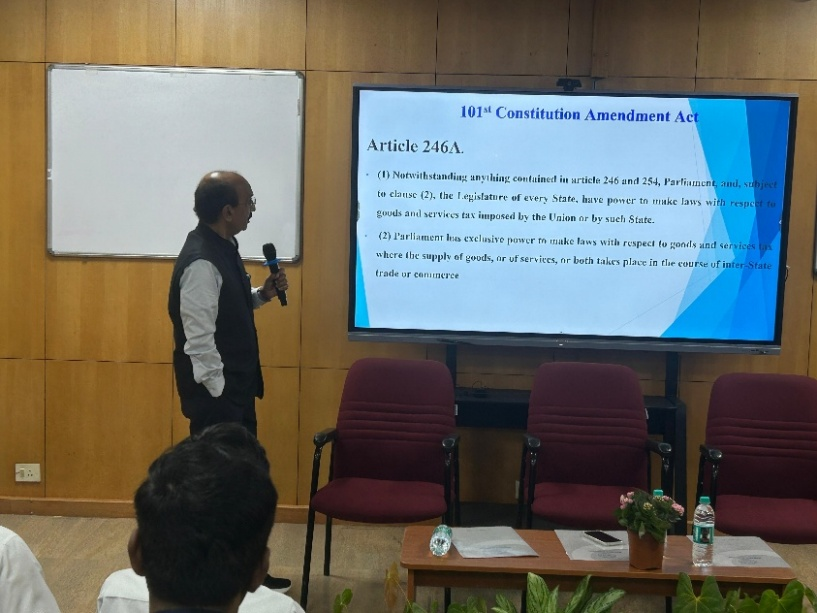 101st Constitution Amendment Act
Article 246A.
(1) Notwithstanding anything contained in article 246 and 254, Parliament, and, subject
to clause (2), the Legislature of every State, have power to make laws with respect to
goods and services tax imposed by the Union or by such State.
(2) Parliament has exclusive power to make laws with respect to goods and services tax
where the supply of goods, or of services, or both takes place in the course of inter-State
trade or commerce